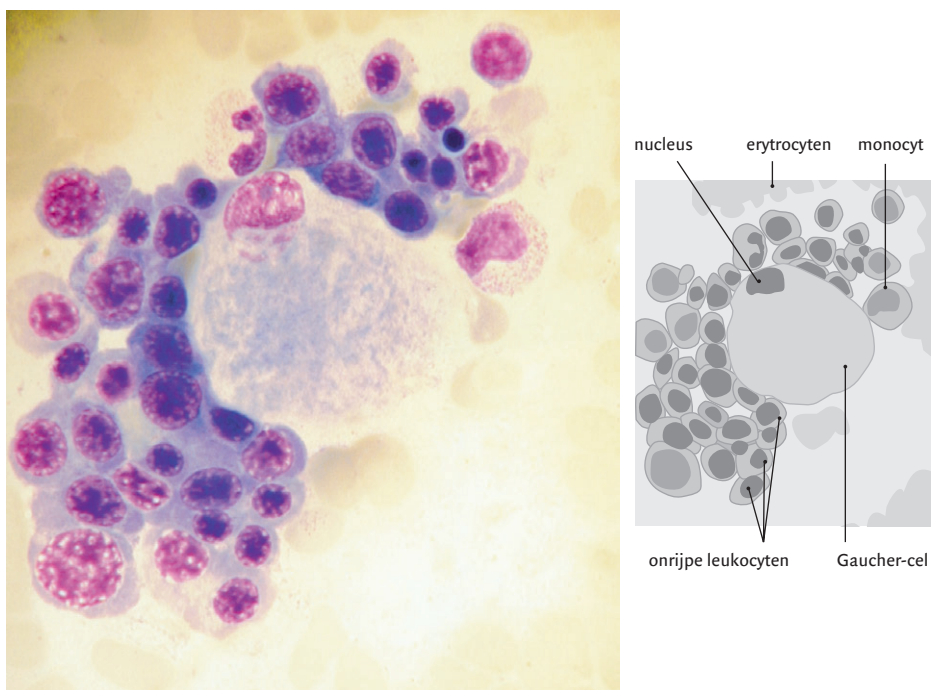 nucleus
erytrocyten
monocyt
onrijpe leukocyten
Gaucher-cel